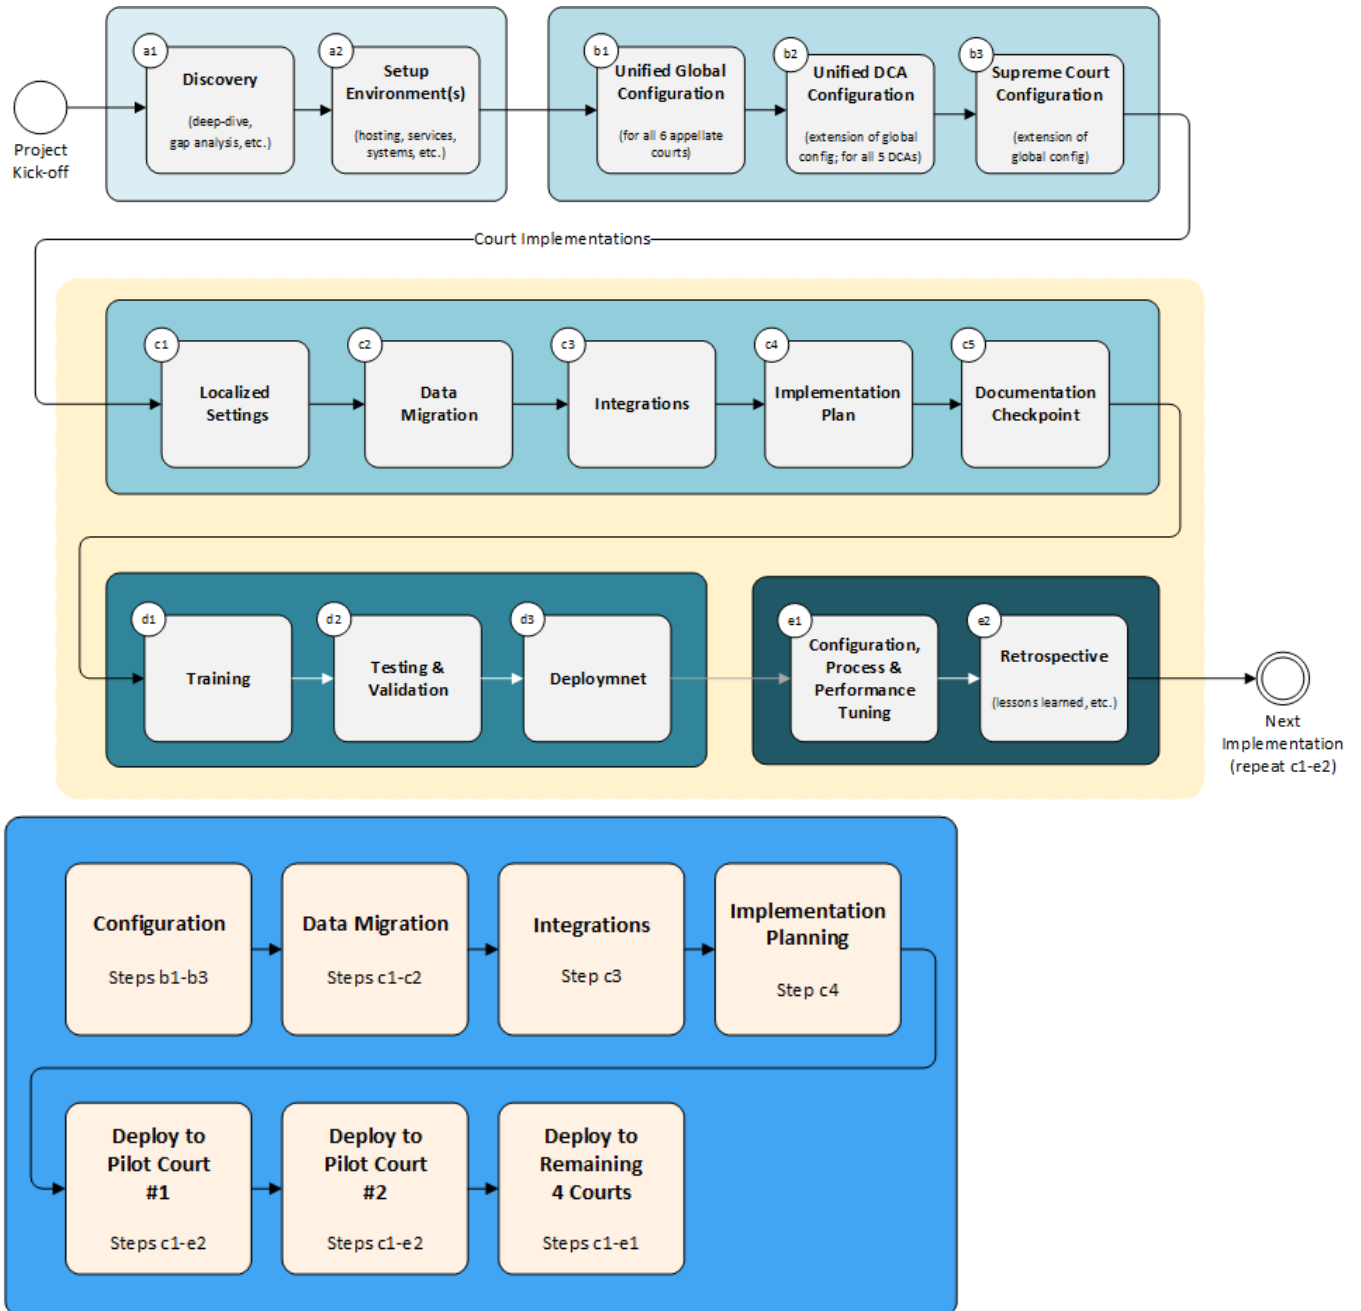 Project
Kick-off
a1
Discovery
(deep-dive,
gap analysis, etc.)
a2
Setup
Environment(s)
(hosting, services,
systems, etc.)
b1
Unified Global
Configuration
(for all 6 appellate
courts)
b2
Unified DCA
Configuration
(extension of global
config; for all 5 DCAs)
b3
Supreme Court
Configuration
(extension of
global config)
Court Implementations
c1
Localized
Settings
c2
Data
Migration
c3
Integrations
c4
Implementation
Plan
c5
Documentation
Checkpoint
d1
Training
d2
Testing &
Validation
d3
Deploymnet
e1
Configuration,
Process &
Performance
Tuning
e2
Retrospective
(lessons learned, etc.)
Next
Implementation
(repeat c1-e2)
Configuration
Steps b1-b3
Data Migration
Steps c1-c2
Integrations
Step c3
Implementation
Planning
Step c4
Deploy to
Pilot Court
#1
Steps c1-e2
Deploy to
Pilot Court
#2
Steps c1-e2
Deploy to
Remaining
4 Courts
Steps c1-e1